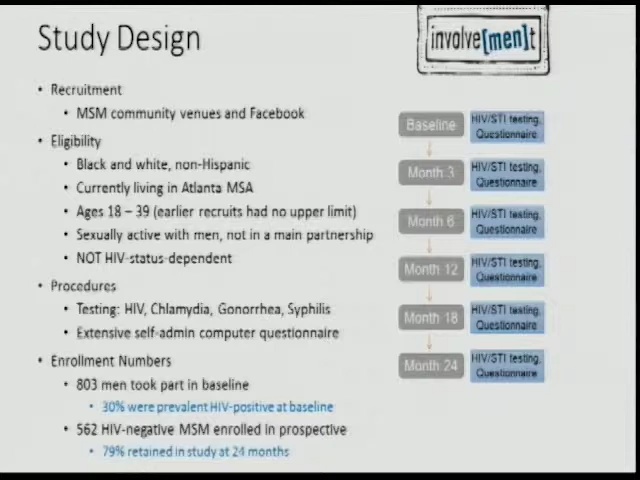 Study Design
involve[men]t
• Recruitment
• MSM community venues and Facebook
• Eligibility
• Black and white, non-Hispanic
• Currently living in Atlanta MSA
• Ages 18 – 39 (earlier recruits had no upper limit)
• Sexually active with men, not in a main partnership
• NOT HIV-status-dependent
• Procedures
• Testing: HIV, Chlamydia, Gonorrhea, Syphilis
• Extensive self-admin computer questionnaire
• Enrollment Numbers
• 803 men took part in baseline
• 30% were prevalent HIV-positive at baseline
• 562 HIV-negative MSM enrolled in prospective
• 79% retained in study at 24 months
Baseline
HIV/STI testing,
Questionnaire
Month 3
HIV/STI testing,
Questionnaire
Month 6
HIV/STI testing,
Questionnaire
Month 12
HIV/STI testing,
Questionnaire
Month 18
HIV/STI testing,
Questionnaire
Month 24
HIV/STI testing,
Questionnaire